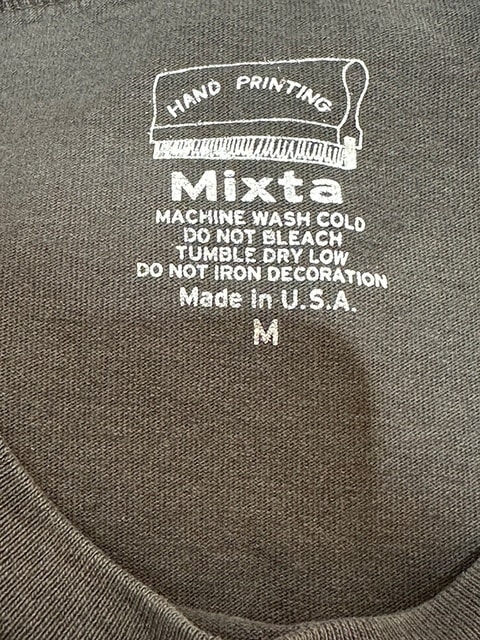 HAND PRINTING
Mixta
MACHINE WASH COLD
DO NOT BLEACH
TUMBLE DRY LOW
DO NOT IRON DECORATION
Made in U.S.A.
M